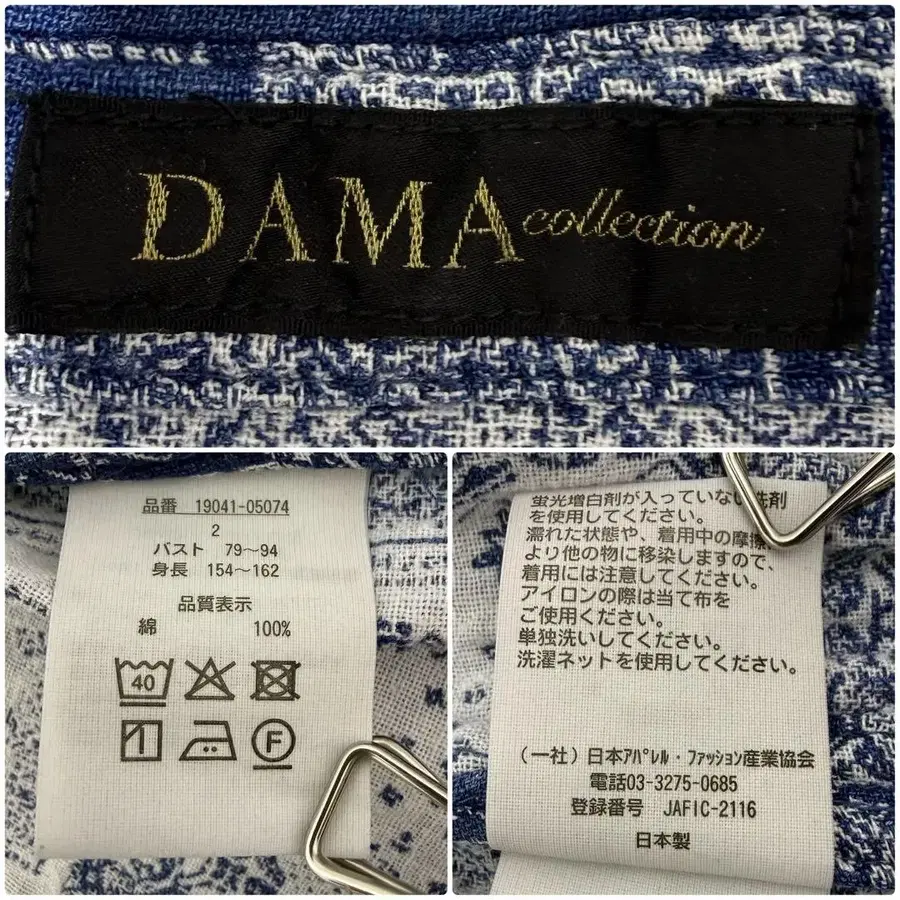 DAMA collection
品番 19041-05074
2
バスト 79～94
身長 154～162
品質表示
綿 100%
40
F
蛍光増白剤が入っていない洗剤
を使用してください。
濡れた状態や、着用中の摩擦
より他の物に移染しますので、
着用には注意してください。
アイロンの際は当て布を
ご使用ください。
単独洗いしてください。
洗濯ネットを使用してください。
（一社）日本アパレル・ファッション産業協会
電話03-3275-0685
登録番号 JAFIC-2116
日本製